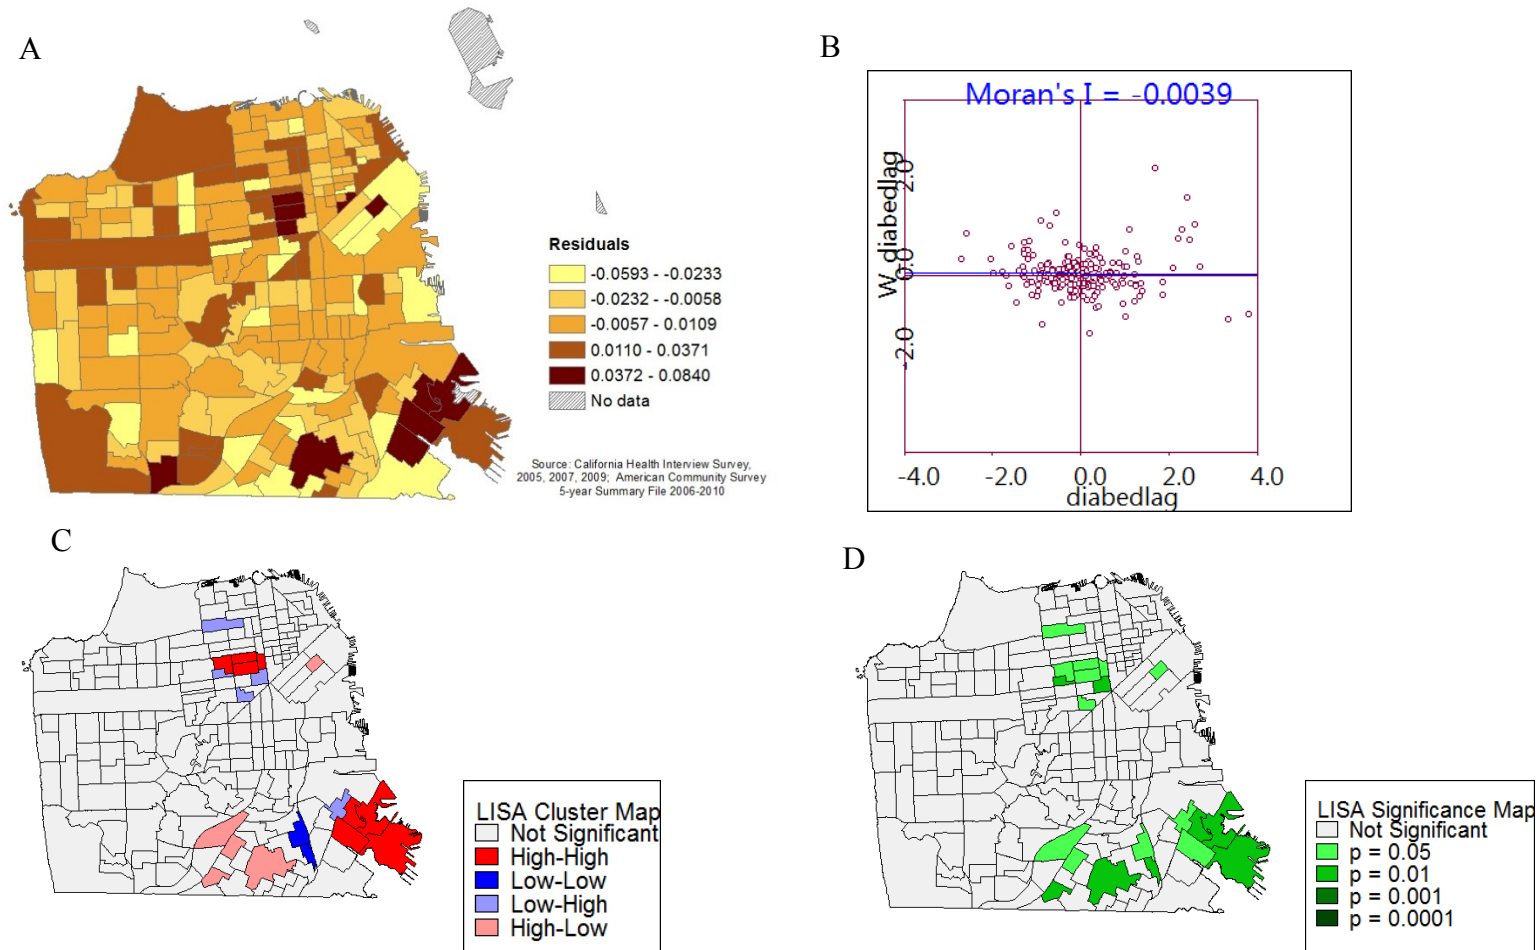 A
Residuals
-0.0593 - -0.0233
-0.0232 - -0.0058
-0.0057 - 0.0109
0.0110 - 0.0371
0.0372 - 0.0840
No data
Source: California Health Interview Survey,
2005, 2007, 2009; American Community Survey
5-year Summary File 2006-2010
B
Moran's I = -0.0039
W_diabedlag
2.0
0.0
-2.0
-4.0 -2.0 0.0 2.0 4.0
diabedlag
C
LISA Cluster Map
Not Significant
High-High
Low-Low
Low-High
High-Low
D
LISA Significance Map
Not Significant
p = 0.05
p = 0.01
p = 0.001
p = 0.0001